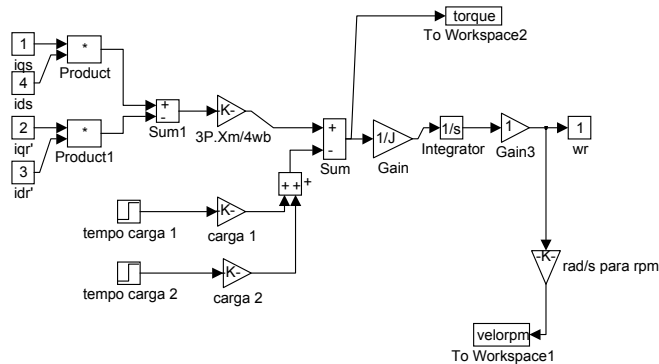 torque
To Workspace2
1
iqs
*
Product
4
ids
+
-
Sum1
K-
3P.Xm/4wb
+
-
Sum
1/J
Gain
1/s
Integrator
1
Gain3
1
wr
2
iqr'
*
Product1
3
idr'
+ +
+
tempo carga 1
K-
carga 1
tempo carga 2
K-
carga 2
-K-
rad/s para rpm
velorpm
To Workspace1